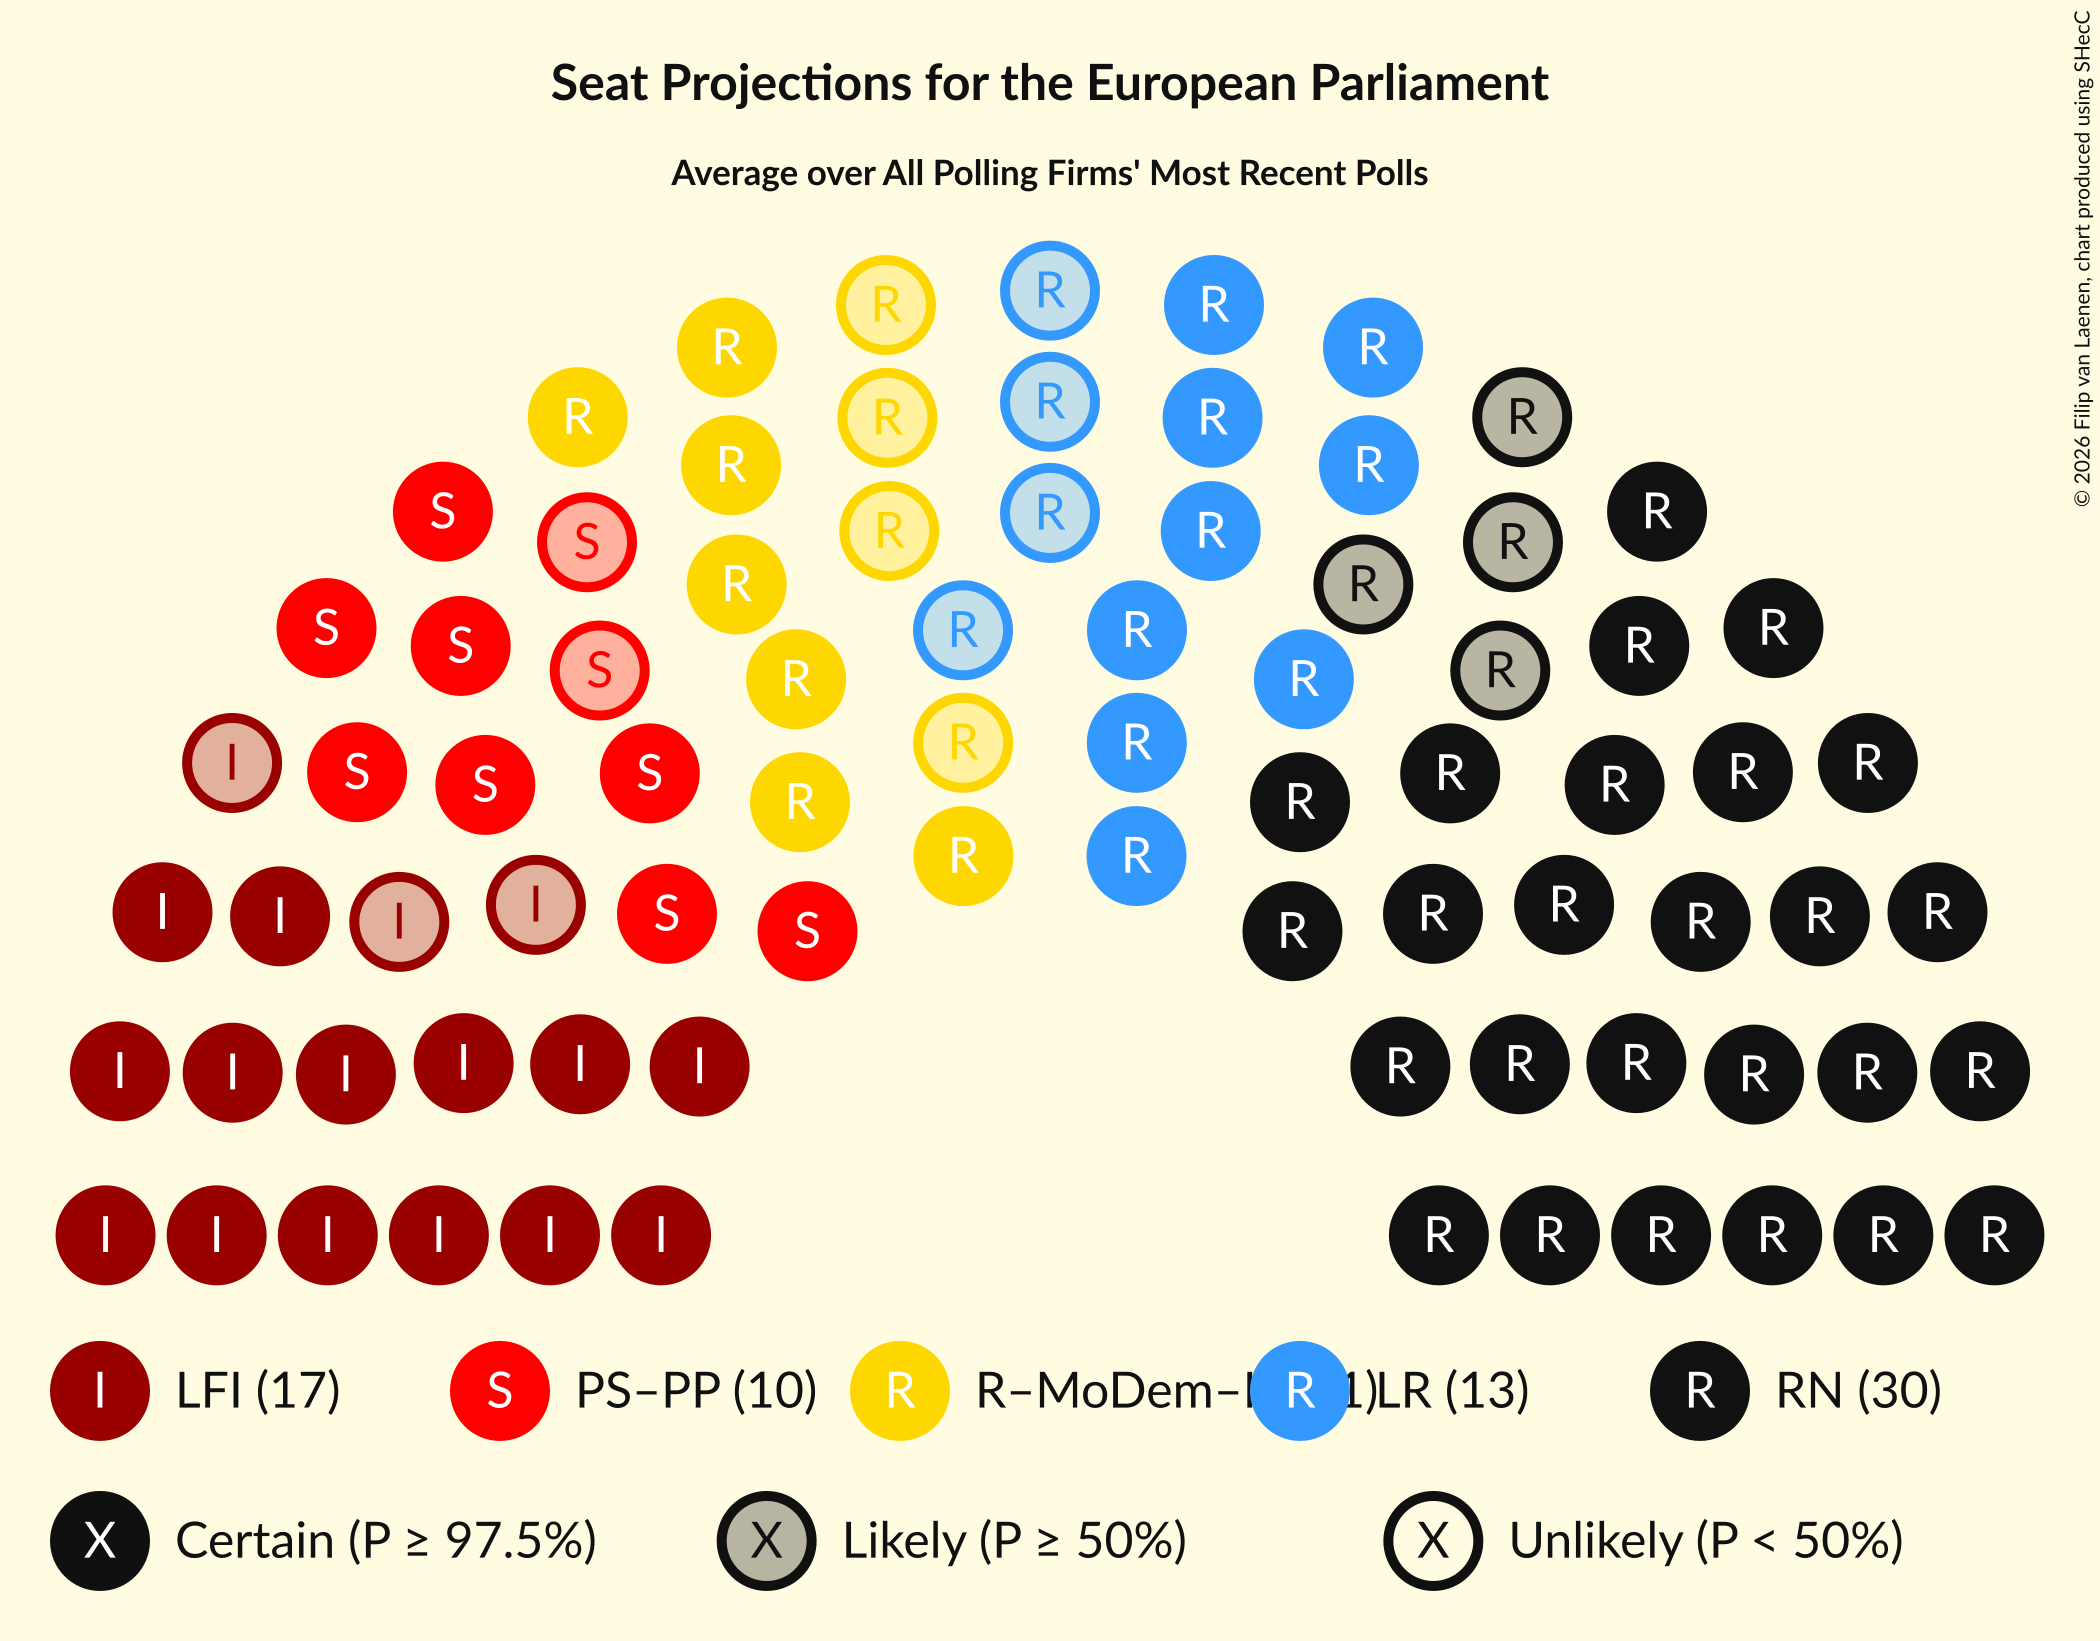 Seat Projections for the European Parliament
Average over All Polling Firms' Most Recent Polls
© 2026 Filip van Laenen, chart produced using SHecC
R R R R R
R R
R R R R R
R R
S R R R R R
S R R
R R
S S R R R R
S R
R R
I S S S R R R R R R
R R R R
I I I I S S R R R R R R R R
I I I I I I R R R R R R
I I I I I I R R R R R R
I LFI (17) S PS–PP (10) R R–MoDem– 1) R LR (13) R RN (30)
X Certain (P ≥ 97.5%) X Likely (P ≥ 50%) X Unlikely (P < 50%)